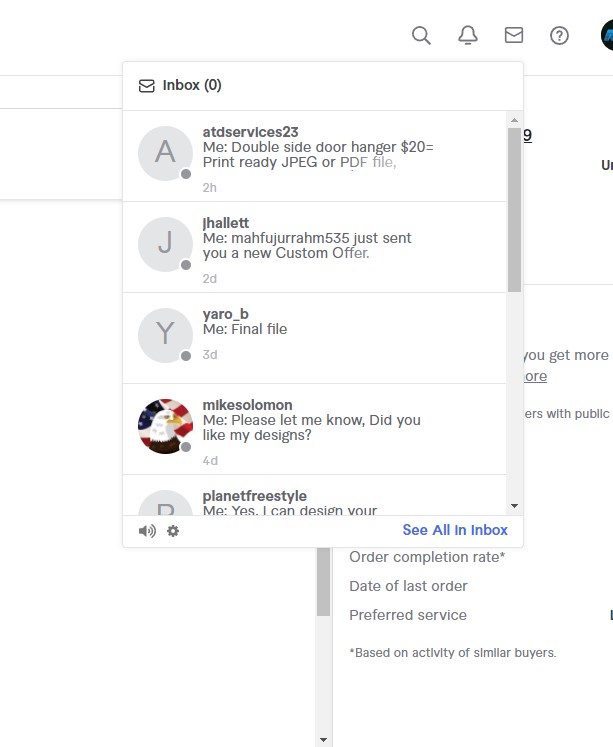 Inbox (0)
9
atdservices23
Me: Double side door hanger $20=
Print ready JPEG or PDF file,
2h
Ur
A
jhallett
Me: mahfujurrahm535 just sent
you a new Custom Offer.
2d
J
yaro_b
Me: Final file
3d
Y
you get more
ore
mikesolomon
Me: Please let me know, Did you
like my designs?
4d
ers with public
planetfreestyle
Me: Yes, I can design your
See All in Inbox
Order completion rate*
Date of last order
Preferred service
*Based on activity of similar buyers.